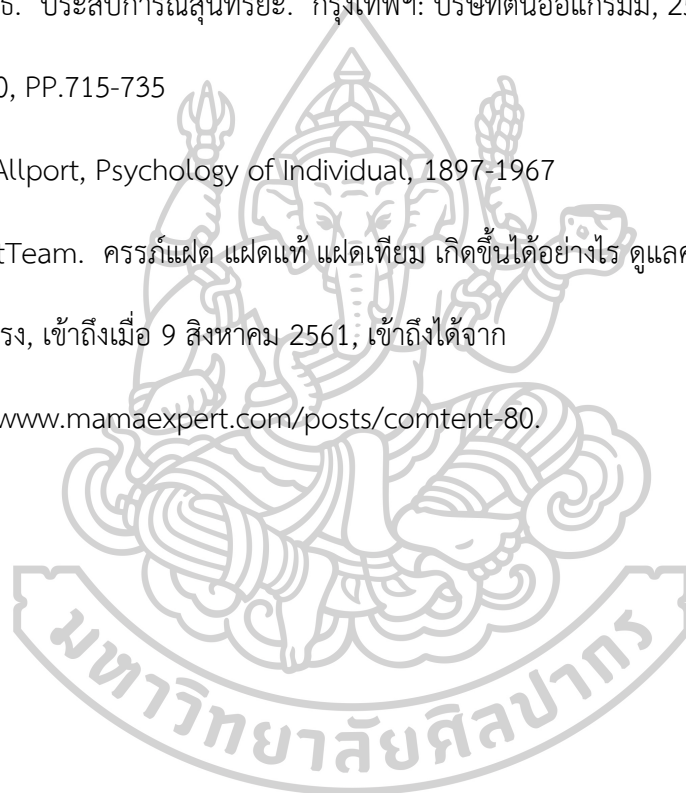 ธ. ประสบการณ์สุนทรียะ. กรุงเทพฯ: บริษัทต้นอ้อแกรมมี่, 2
0, PP.715-735
Allport, Psychology of Individual, 1897-1967
tTeam. ครรภ์แฝด แฝดแท้ แฝดเทียม เกิดขึ้นได้อย่างไร ดูแล
รง, เข้าถึงเมื่อ 9 สิงหาคม 2561, เข้าถึงได้จาก
www.mamaexpert.com/posts/comtent-80.
มหาวิทยาลัยศิลปากร